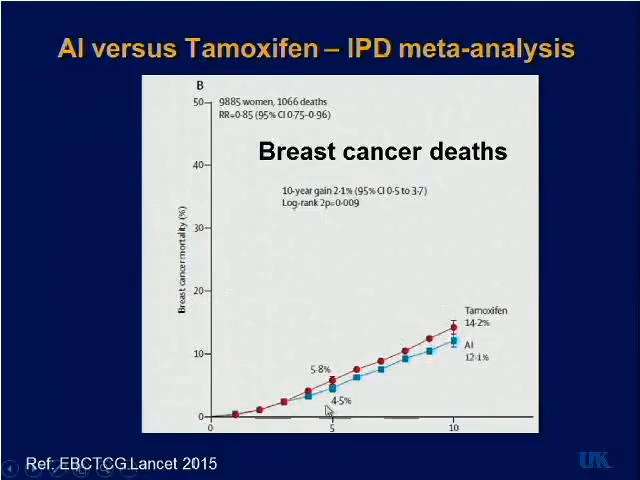 AI versus Tamoxifen – IPD meta-analysis
B
9885 women, 1066 deaths
RR=0·85 (95% CI 0·75–0·96)
Breast cancer deaths
10-year gain 2·1% (95% CI 0·5 to 3·7)
Log-rank 2p=0·009
Breast cancer mortality (%)
50
40
30
20
10
0
Tamoxifen
14·2%
AI
12·1%
5·8%
4·5%
0
5
10
Ref: EBCTCG Lancet 2015
UK